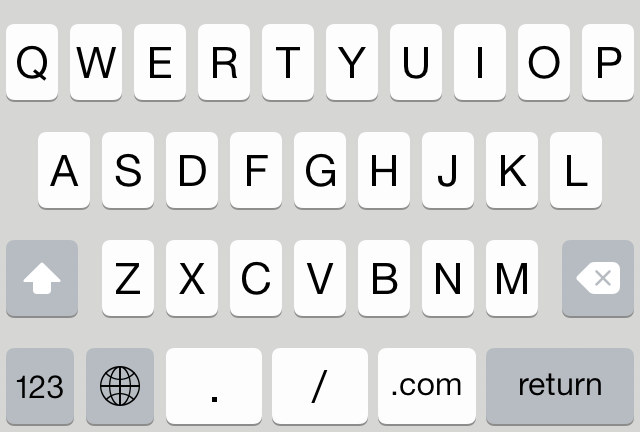 Q W E R T Y U I O P
A S D F G H J K L
Z X C V B N M
123 . / .com return